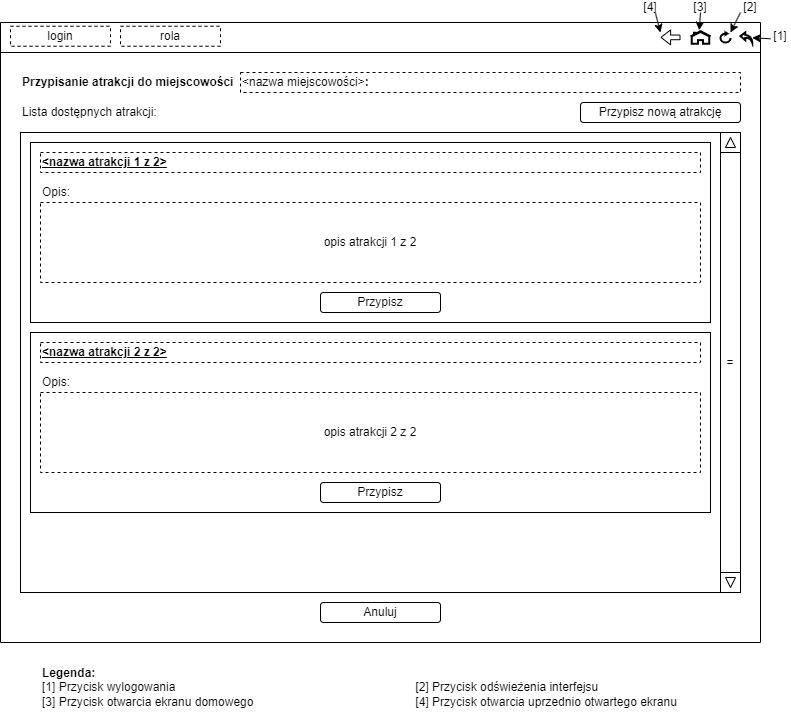 [4] [3] [2]
login rola [1]
Przypisanie atrakcji do miejscowości <nazwa miejscowości>:
Lista dostępnych atrakcji: Przypisz nową atrakcję
<nazwa atrakcji 1 z 2>
Opis:
opis atrakcji 1 z 2
Przypisz
<nazwa atrakcji 2 z 2>
=
Opis:
opis atrakcji 2 z 2
Przypisz
Anuluj
Legenda:
[1] Przycisk wylogowania [2] Przycisk odświeżenia interfejsu
[3] Przycisk otwarcia ekranu domowego [4] Przycisk otwarcia uprzednio otwartego ekranu